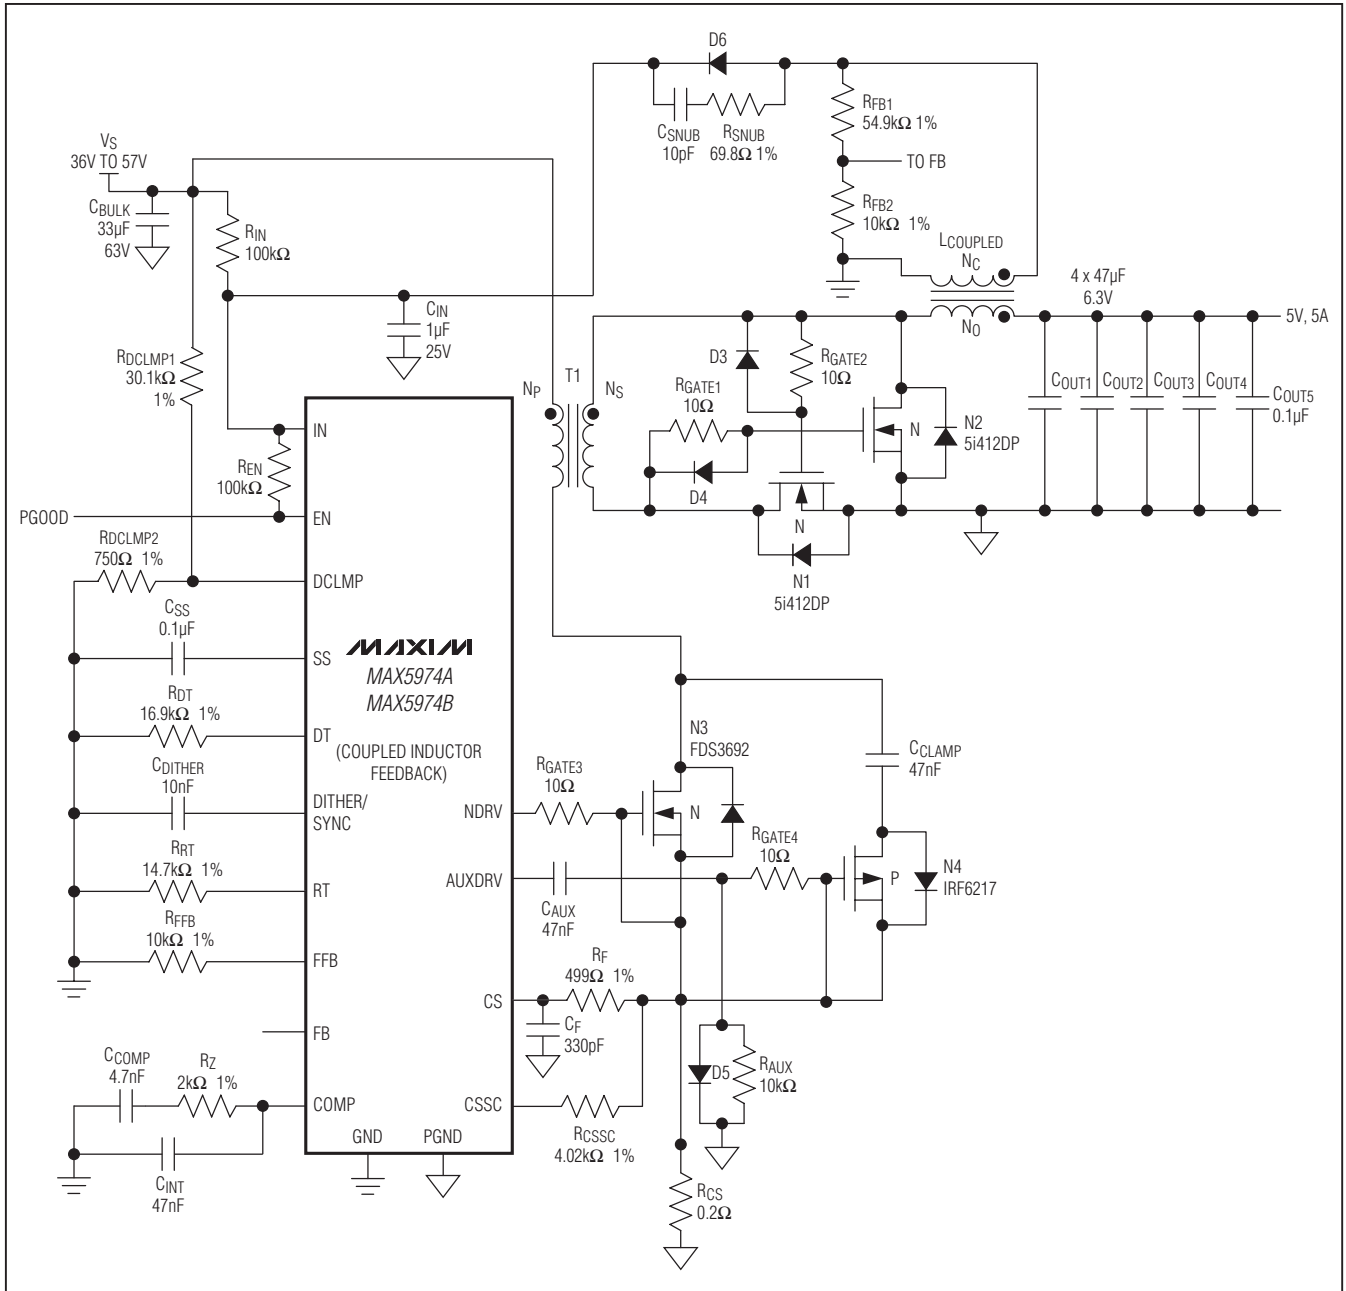 D6
CSNUB
10pF
RSNUB
69.8Ω 1%
RFB1
54.9kΩ 1%
TO FB
RFB2
10kΩ 1%
VS
36V TO 57V
CBULK
33µF
63V
RIN
100kΩ
CIN
1µF
25V
LCOUPLED
NC
NO
4 x 47µF
6.3V
5V, 5A
RDCLMP1
30.1kΩ
1%
NP
T1
NS
D3
RGATE2
10Ω
RGATE1
10Ω
D4
N
N2
5i412DP
N
N1
5i412DP
COUT1
COUT2
COUT3
COUT4
COUT5
0.1µF
IN
REN
100kΩ
PGOOD
EN
RDCLMP2
750Ω 1%
DCLMP
CSS
0.1µF
SS
MAXIM
MAX5974A
MAX5974B
(COUPLED INDUCTOR
FEEDBACK)
RDT
16.9kΩ 1%
DT
CDITHER
10nF
DITHER/
SYNC
RRT
14.7kΩ 1%
RT
RFFB
10kΩ 1%
FFB
FB
CCOMP
4.7nF
RZ
2kΩ 1%
COMP
CINT
47nF
GND
PGND
NDRV
RGATE3
10Ω
N3
FDS3692
N
CCLAMP
47nF
AUXDRV
CAUX
47nF
RGATE4
10Ω
P
N4
IRF6217
CS
RF
499Ω 1%
CF
330pF
CSSC
RCSSC
4.02kΩ 1%
D5
RAUX
10kΩ
RCS
0.2Ω